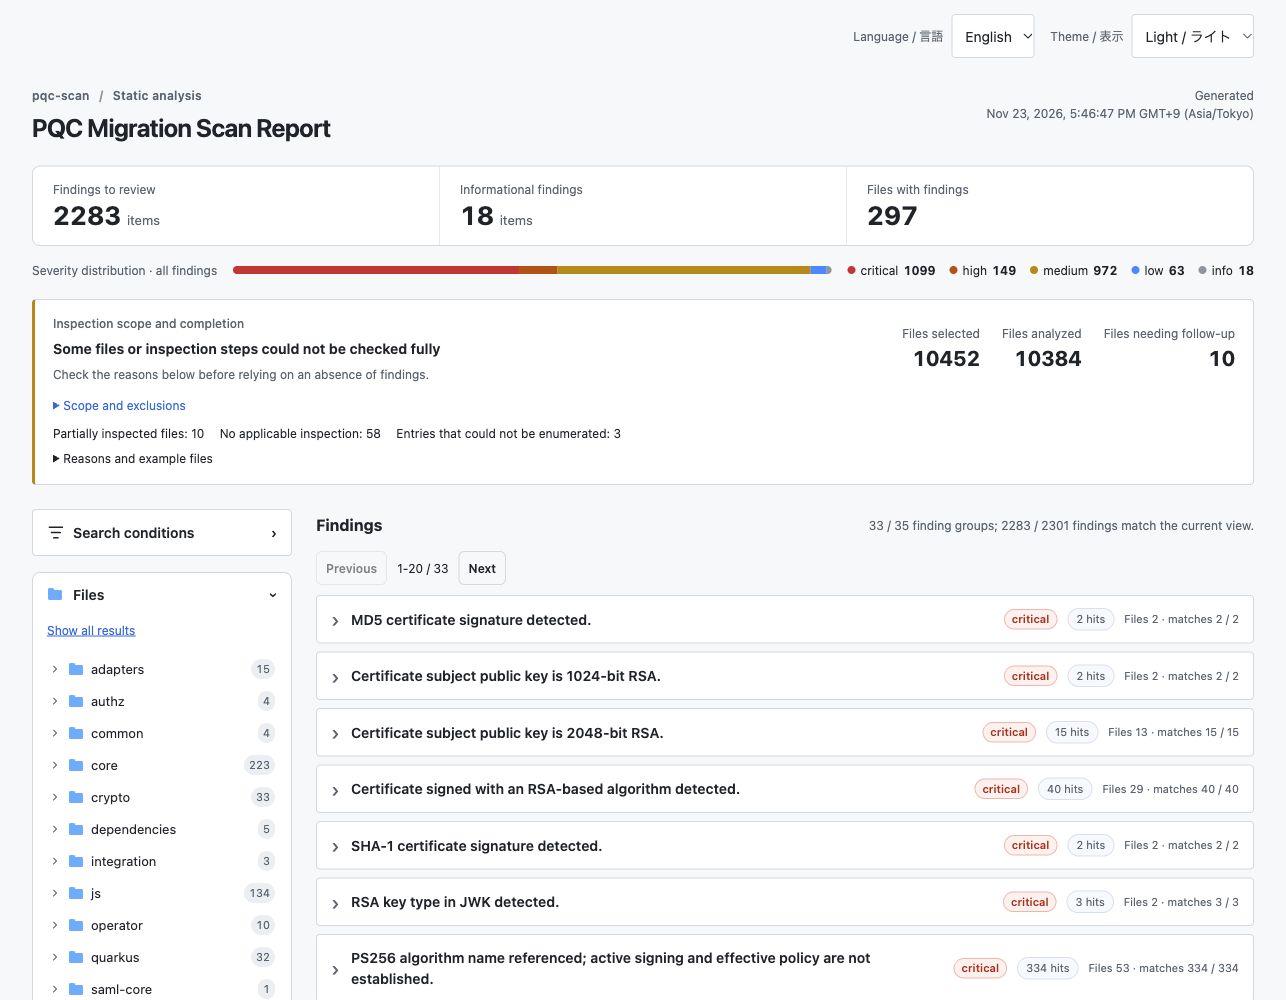 Language / 言語 English Theme / 表示 Light / ライト
pqc-scan / Static analysis
Generated
PQC Migration Scan Report
Nov 23, 2026, 5:46:47 PM GMT+9 (Asia/Tokyo)
Findings to review
2283 items
Informational findings
18 items
Files with findings
297
Severity distribution · all findings critical 1099 high 149 medium 972 low 63 info 18
Inspection scope and completion
Some files or inspection steps could not be checked fully
Check the reasons below before relying on an absence of findings.
Files selected
10452
Files analyzed
10384
Files needing follow-up
10
Scope and exclusions
Partially inspected files: 10 No applicable inspection: 58 Entries that could not be enumerated: 3
Reasons and example files
Search conditions
Files
Show all results
adapters 15
authz 4
common 4
core 223
crypto 33
dependencies 5
integration 3
js 134
operator 10
quarkus 32
saml-core 1
Findings
33 / 35 finding groups; 2283 / 2301 findings match the current view.
Previous 1-20 / 33 Next
MD5 certificate signature detected. critical 2 hits Files 2 · matches 2 / 2
Certificate subject public key is 1024-bit RSA. critical 2 hits Files 2 · matches 2 / 2
Certificate subject public key is 2048-bit RSA. critical 15 hits Files 13 · matches 15 / 15
Certificate signed with an RSA-based algorithm detected. critical 40 hits Files 29 · matches 40 / 40
SHA-1 certificate signature detected. critical 2 hits Files 2 · matches 2 / 2
RSA key type in JWK detected. critical 3 hits Files 2 · matches 3 / 3
PS256 algorithm name referenced; active signing and effective policy are not
established.
critical 334 hits Files 53 · matches 334 / 334